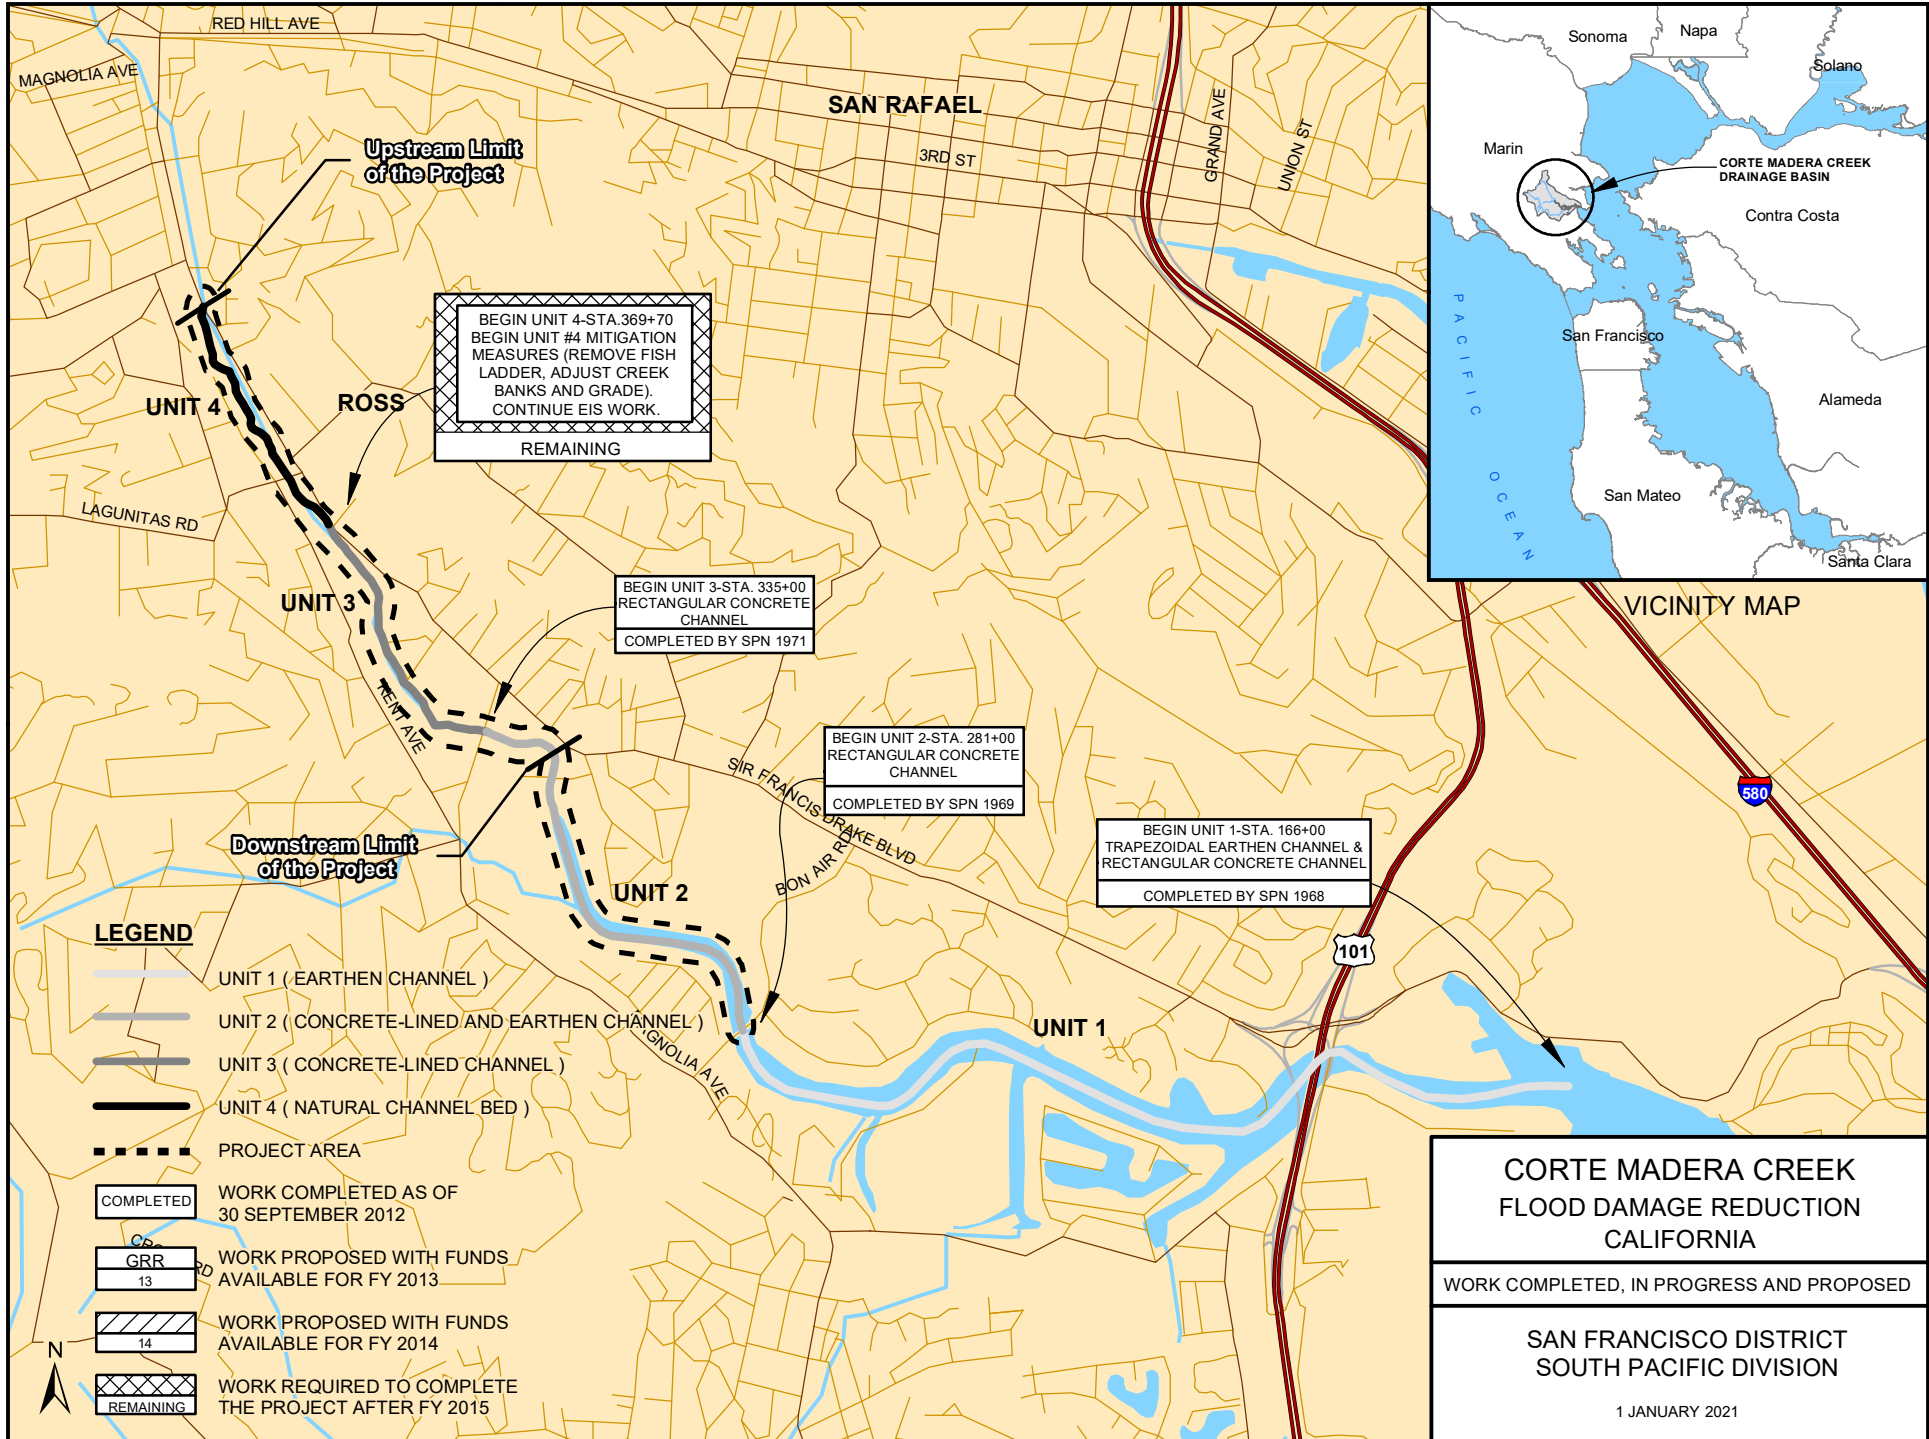 RED HILL AVE
MAGNOLIA AVE
SAN RAFAEL
3RD ST
GRAND AVE
UNION ST
Upstream Limit
of the Project
BEGIN UNIT 4-STA.369+70
BEGIN UNIT #4 MITIGATION
MEASURES (REMOVE FISH
LADDER, ADJUST CREEK
BANKS AND GRADE).
CONTINUE EIS WORK.
REMAINING
UNIT 4
ROSS
LAGUNITAS RD
UNIT 3
BEGIN UNIT 3-STA. 335+00
RECTANGULAR CONCRETE
CHANNEL
COMPLETED BY SPN 1971
KENT AVE
BEGIN UNIT 2-STA. 281+00
RECTANGULAR CONCRETE
CHANNEL
COMPLETED BY SPN 1969
SIR FRANCIS DRAKE BLVD
BON AIR RD
BEGIN UNIT 1-STA. 166+00
TRAPEZOIDAL EARTHEN CHANNEL &
RECTANGULAR CONCRETE CHANNEL
COMPLETED BY SPN 1968
Downstream Limit
of the Project
UNIT 2
UNIT 1
101
580
Sonoma
Napa
Solano
Marin
CORTE MADERA CREEK
DRAINAGE BASIN
Contra Costa
San Francisco
Alameda
San Mateo
Santa Clara
PACIFIC OCEAN
VICINITY MAP
LEGEND
UNIT 1 ( EARTHEN CHANNEL )
UNIT 2 ( CONCRETE-LINED AND EARTHEN CHANNEL )
UNIT 3 ( CONCRETE-LINED CHANNEL )
UNIT 4 ( NATURAL CHANNEL BED )
PROJECT AREA
COMPLETED
WORK COMPLETED AS OF
30 SEPTEMBER 2012
GRR
13
WORK PROPOSED WITH FUNDS
AVAILABLE FOR FY 2013
14
WORK PROPOSED WITH FUNDS
AVAILABLE FOR FY 2014
REMAINING
WORK REQUIRED TO COMPLETE
THE PROJECT AFTER FY 2015
N
CORTE MADERA CREEK
FLOOD DAMAGE REDUCTION
CALIFORNIA
WORK COMPLETED, IN PROGRESS AND PROPOSED
SAN FRANCISCO DISTRICT
SOUTH PACIFIC DIVISION
1 JANUARY 2021